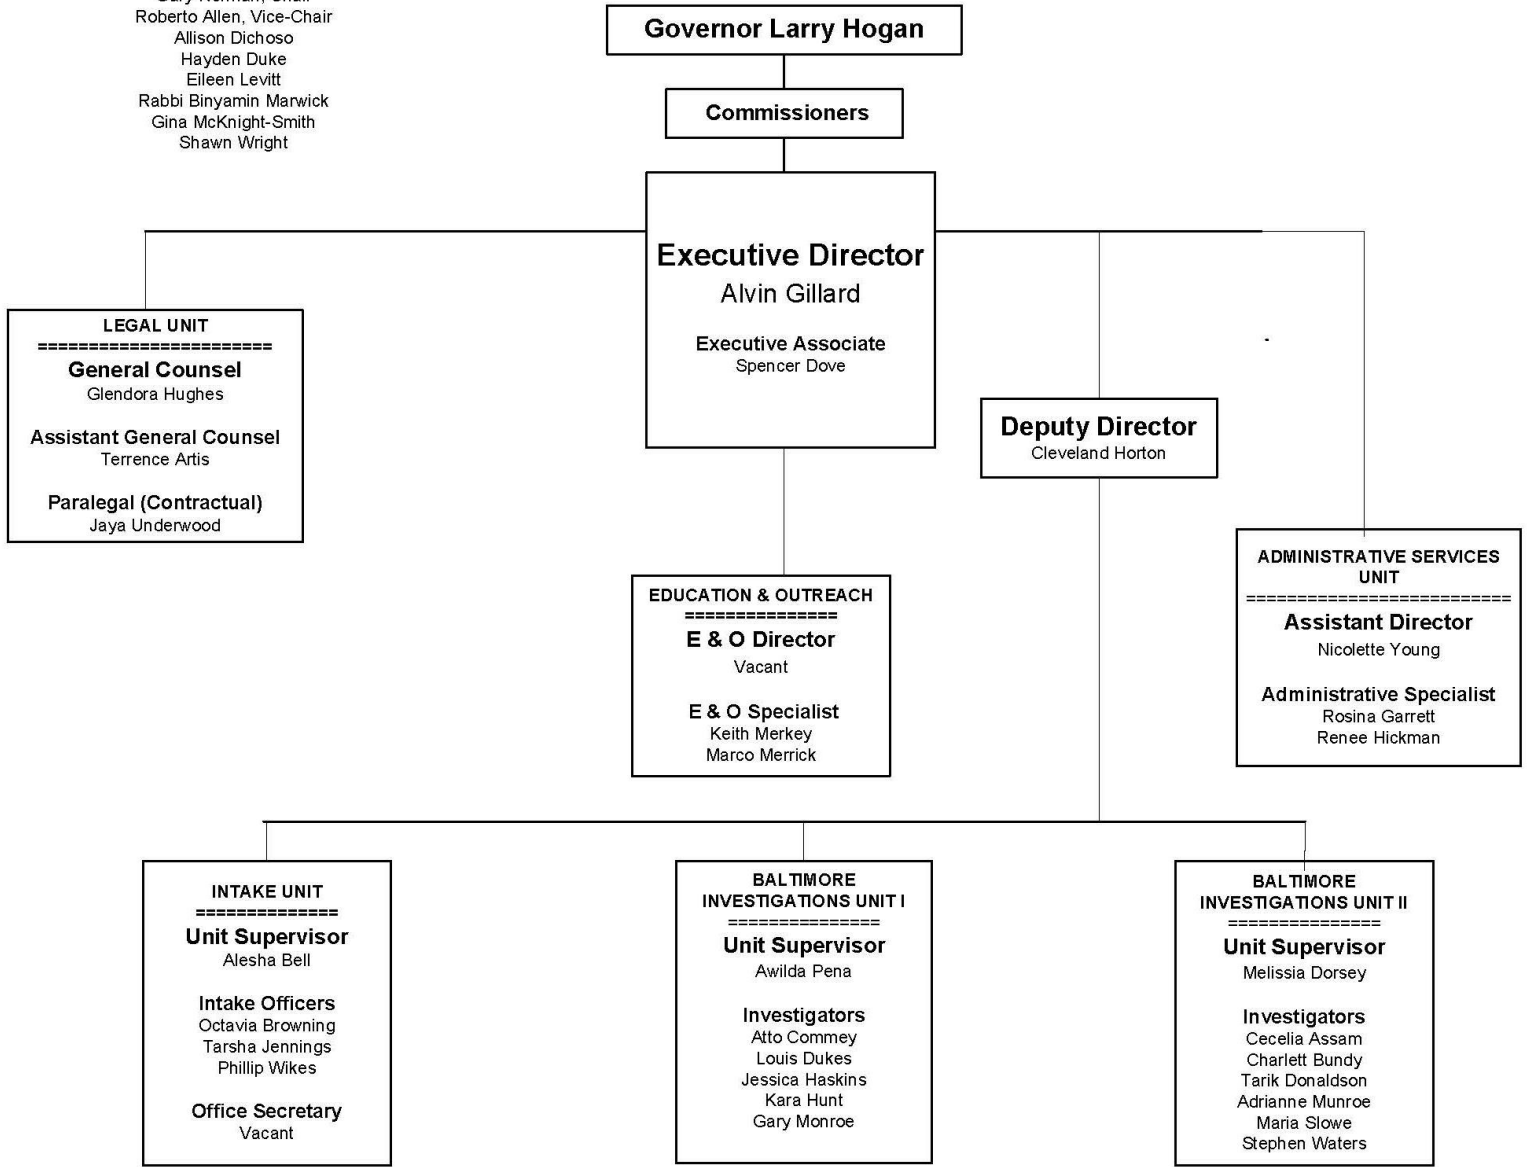 Roberto Allen, Vice-Chair
Allison Dichoso
Hayden Duke
Eileen Levitt
Rabbi Binyamin Marwick
Gina McKnight-Smith
Shawn Wright
Governor Larry Hogan
Commissioners
Executive Director
Alvin Gillard
Executive Associate
Spencer Dove
LEGAL UNIT
=======================
General Counsel
Glendora Hughes
Assistant General Counsel
Terrence Artis
Paralegal (Contractual)
Jaya Underwood
Deputy Director
Cleveland Horton
EDUCATION & OUTREACH
===============
E & O Director
Vacant
E & O Specialist
Keith Merkey
Marco Merrick
ADMINISTRATIVE SERVICES
UNIT
==========================
Assistant Director
Nicolette Young
Administrative Specialist
Rosina Garrett
Renee Hickman
INTAKE UNIT
==============
Unit Supervisor
Alesha Bell
Intake Officers
Octavia Browning
Tarsha Jennings
Phillip Wikes
Office Secretary
Vacant
BALTIMORE
INVESTIGATIONS UNIT I
===============
Unit Supervisor
Awilda Pena
Investigators
Atto Commey
Louis Dukes
Jessica Haskins
Kara Hunt
Gary Monroe
BALTIMORE
INVESTIGATIONS UNIT II
===============
Unit Supervisor
Melissia Dorsey
Investigators
Cecelia Assam
Charlett Bundy
Tarik Donaldson
Adrianne Munroe
Maria Slowe
Stephen Waters